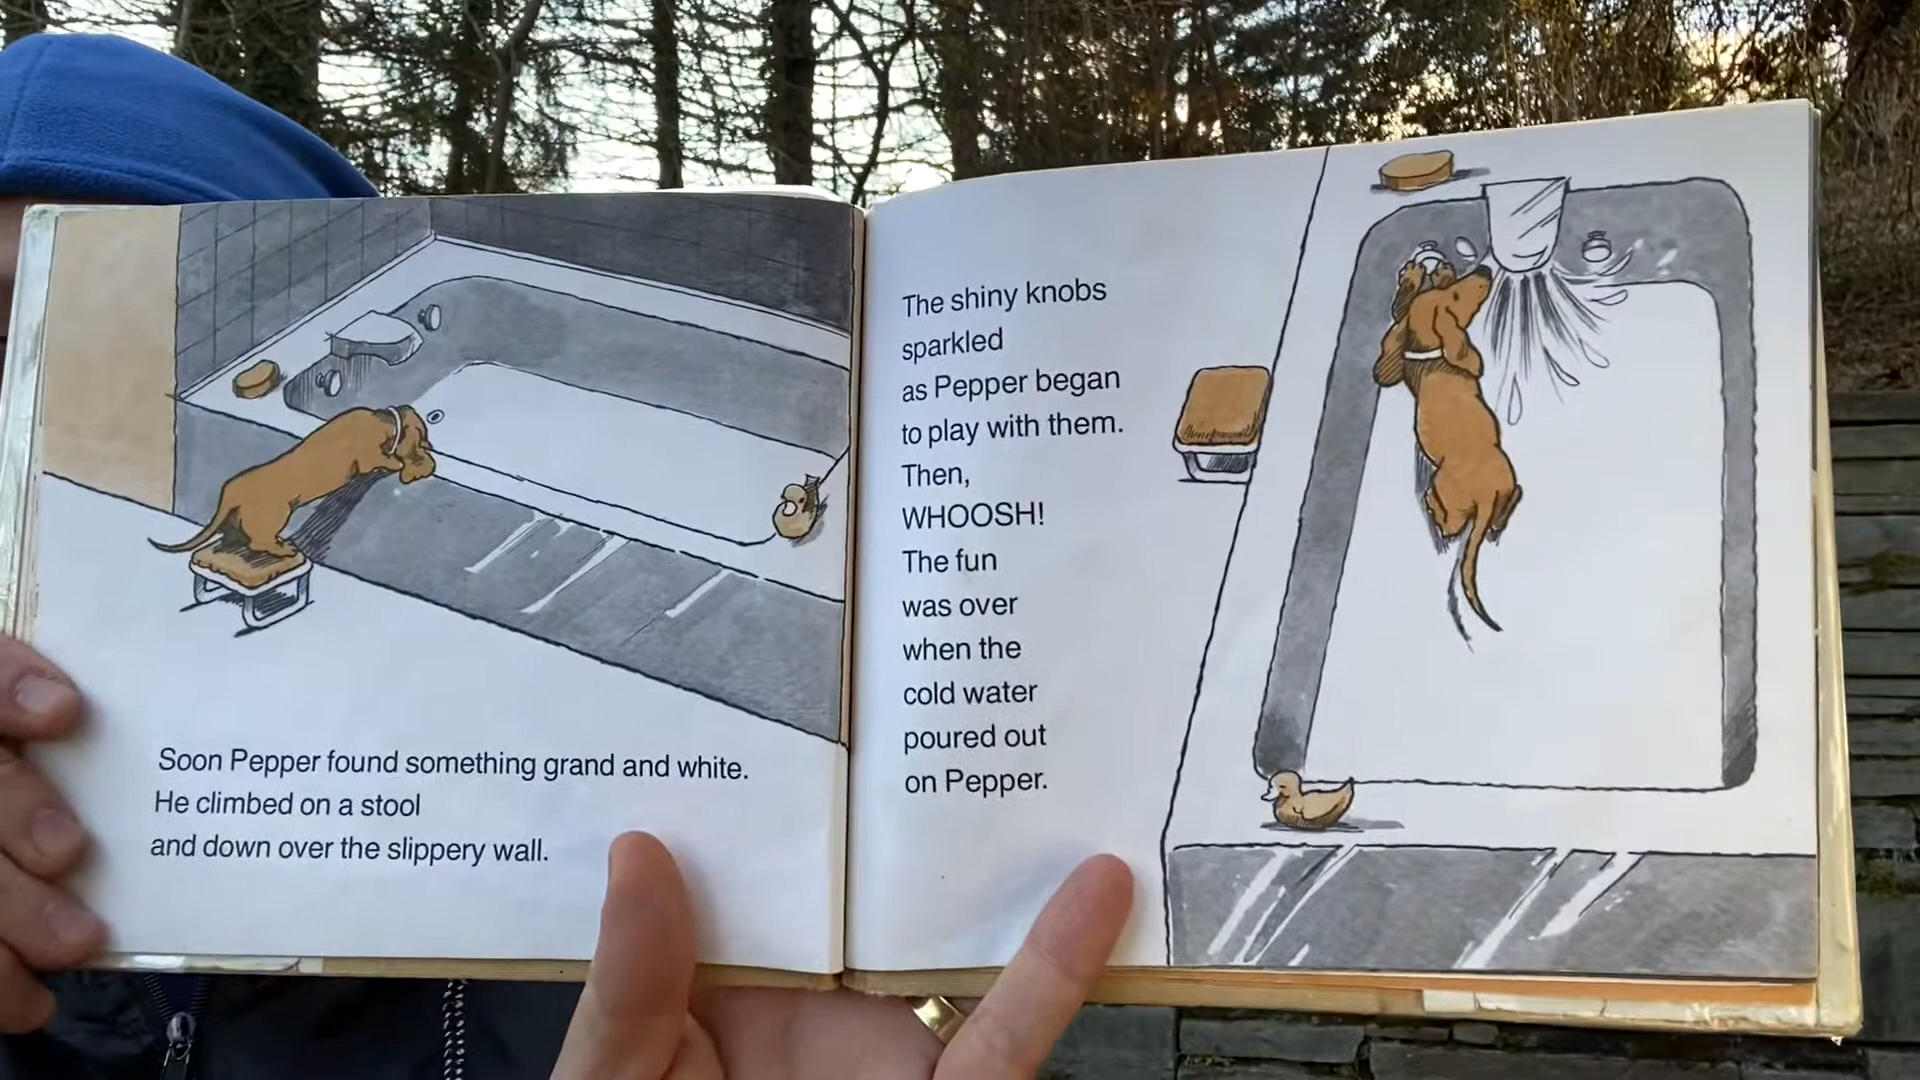 Soon Pepper found something grand and white.
He climbed on a stool
and down over the slippery wall.
The shiny knobs
sparkled
as Pepper began
to play with them.
Then,
WHOOSH!
The fun
was over
when the
cold water
poured out
on Pepper.